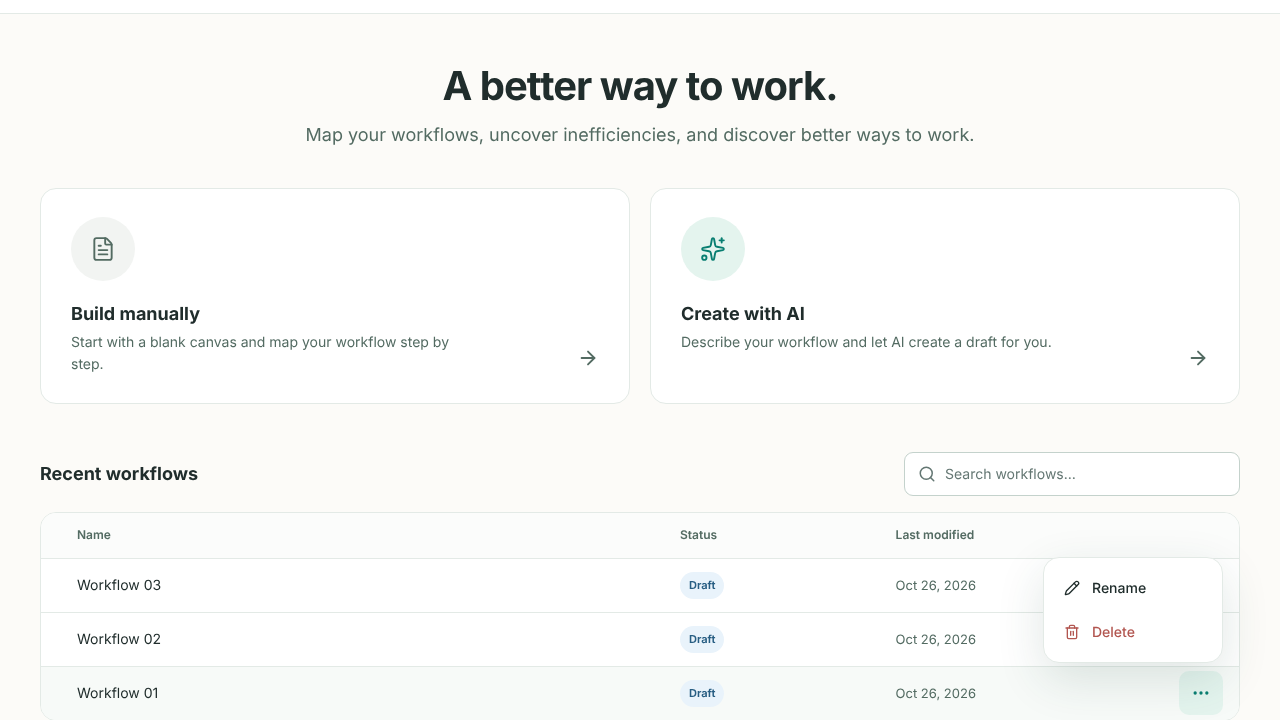 A better way to work.
Map your workflows, uncover inefficiencies, and discover better ways to work.
Build manually
Start with a blank canvas and map your workflow step by
step.
Create with AI
Describe your workflow and let AI create a draft for you.
Recent workflows
Search workflows...
Name Status Last modified
Workflow 03 Draft Oct 26, 2026
Rename
Workflow 02 Draft Oct 26, 2026
Delete
Workflow 01 Draft Oct 26, 2026